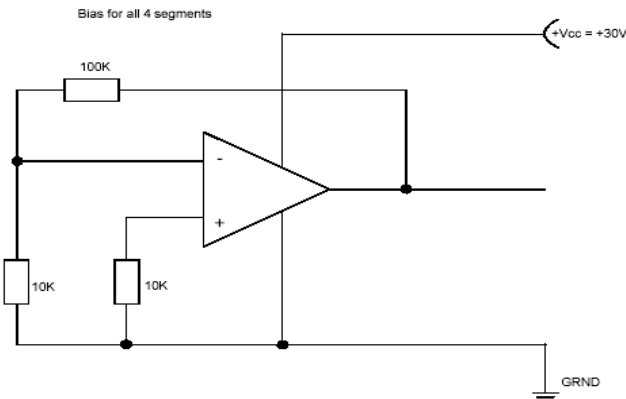 Bias for all 4 segments
+Vcc = +30V
100K
-
+
10K
10K
GRND